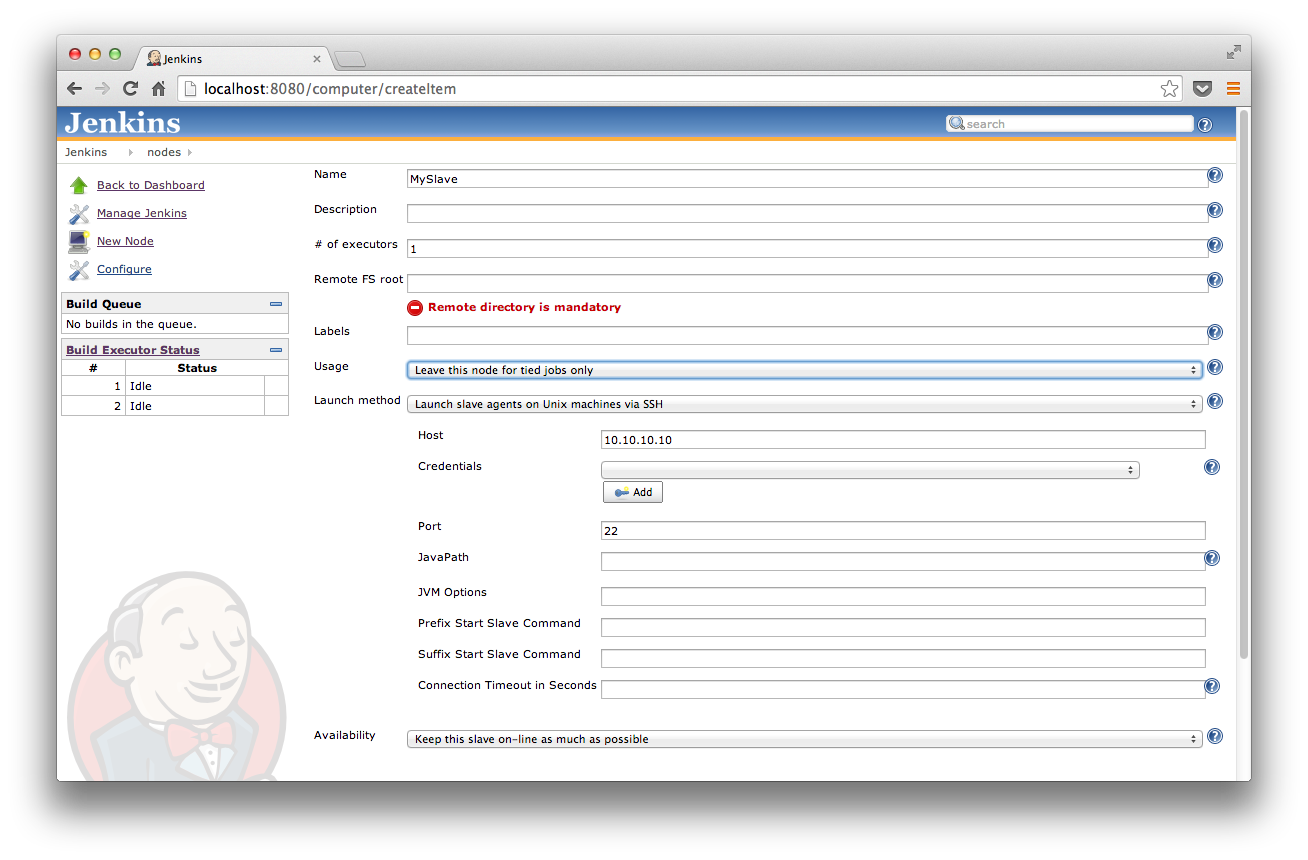 Jenkins
localhost:8080/computer/createItem
Jenkins
search
Jenkins
nodes
Back to Dashboard
Manage Jenkins
New Node
Configure
Build Queue
No builds in the queue.
Build Executor Status
# Status
1 Idle
2 Idle
Name MySlave
Description
# of executors 1
Remote FS root
Remote directory is mandatory
Labels
Usage Leave this node for tied jobs only
Launch method Launch slave agents on Unix machines via SSH
Host 10.10.10.10
Credentials
Add
Port 22
JavaPath
JVM Options
Prefix Start Slave Command
Suffix Start Slave Command
Connection Timeout in Seconds
Availability Keep this slave on-line as much as possible